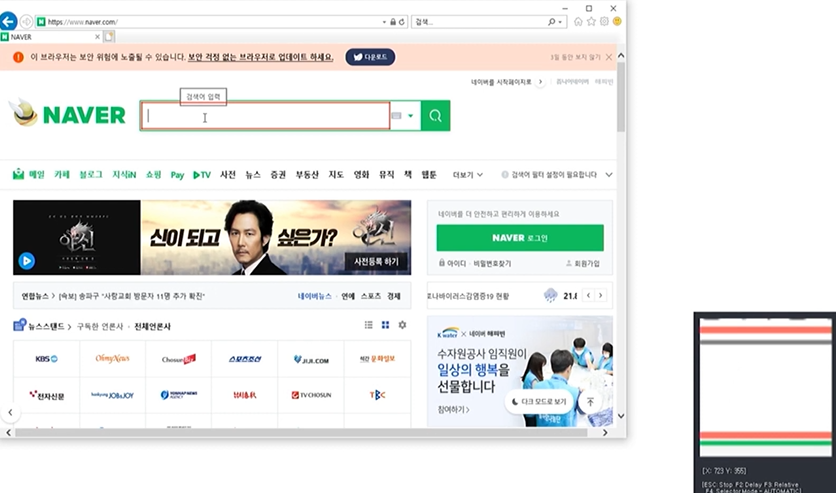 https://www.naver.com/
검색...
NAVER
이 브라우저는 보안 위험에 노출될 수 있습니다. 보안 걱정 없는 브라우저로 업데이트 하세요.
다운로드
3일 동안 보지 않기
네이버를 시작페이지로
쥬니어네이버 해피빈
검색어 입력
NAVER
메일 카페 블로그 지식iN 쇼핑 Pay TV 사전 뉴스 증권 부동산 지도 영화 뮤직 책 웹툰 더보기
검색어 필터 설정이 필요합니다
신이 되고 싶은가?
야신
사전등록 하기
네이버를 더 안전하고 편리하게 이용하세요
NAVER 로그인
아이디 · 비밀번호찾기
회원가입
연합뉴스 > [속보] 송파구 "사랑교회 방문자 11명 추가 확진"
네이버뉴스 · 연예 스포츠 경제
코나바이러스감염증19 현황
21.
뉴스스탠드 > 구독한 언론사 · 전체언론사
KBS
OhmyNews
Chosun
스포츠조선
JIJI.COM
문화일보
전자신문
JOB&JOY
YONHAPNEWS AGENCY
TV CHOSUN
TBC
K-water × 네이버 해피빈
수자원공사 임직원이
일상의 행복을
선물합니다
참여하기 >
다크 모드로 보기
[X: 723 Y: 355]
[ESC:Stop F2 Delay F3 Relative
F4 SelectorMode = AUTOMATIC]